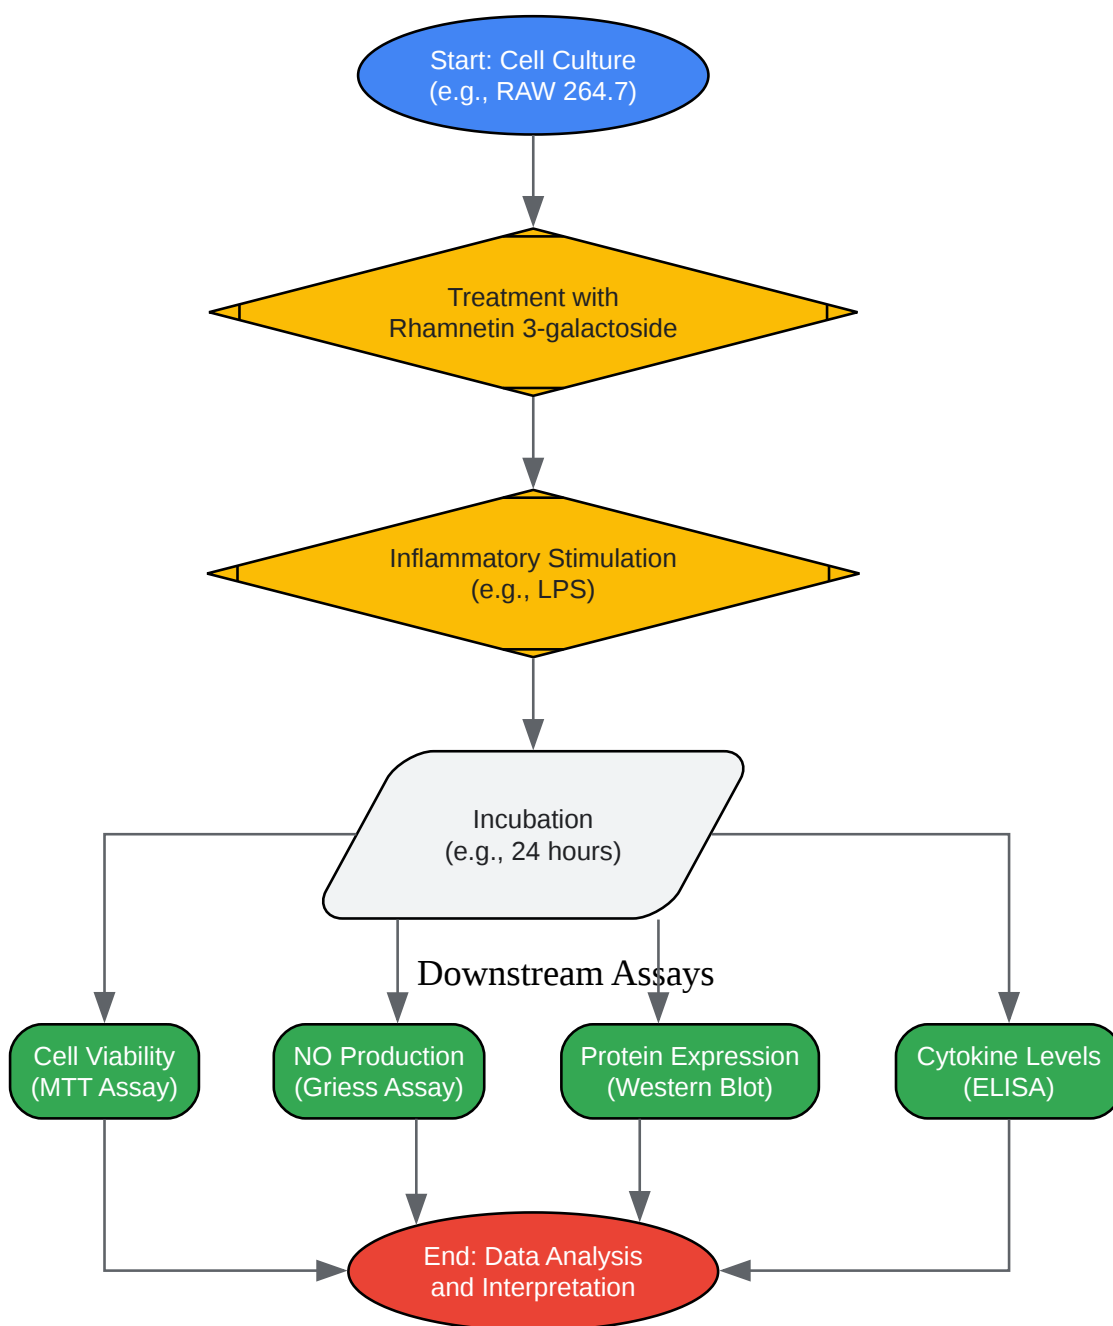 Start: Cell Culture
(e.g., RAW 264.7)
Treatment with
Rhamnetin 3-galactoside
Inflammatory Stimulation
(e.g., LPS)
Incubation
(e.g., 24 hours)
Downstream Assays
Cell Viability
(MTT Assay)
NO Production
(Griess Assay)
Protein Expression
(Western Blot)
Cytokine Levels
(ELISA)
End: Data Analysis
and Interpretation